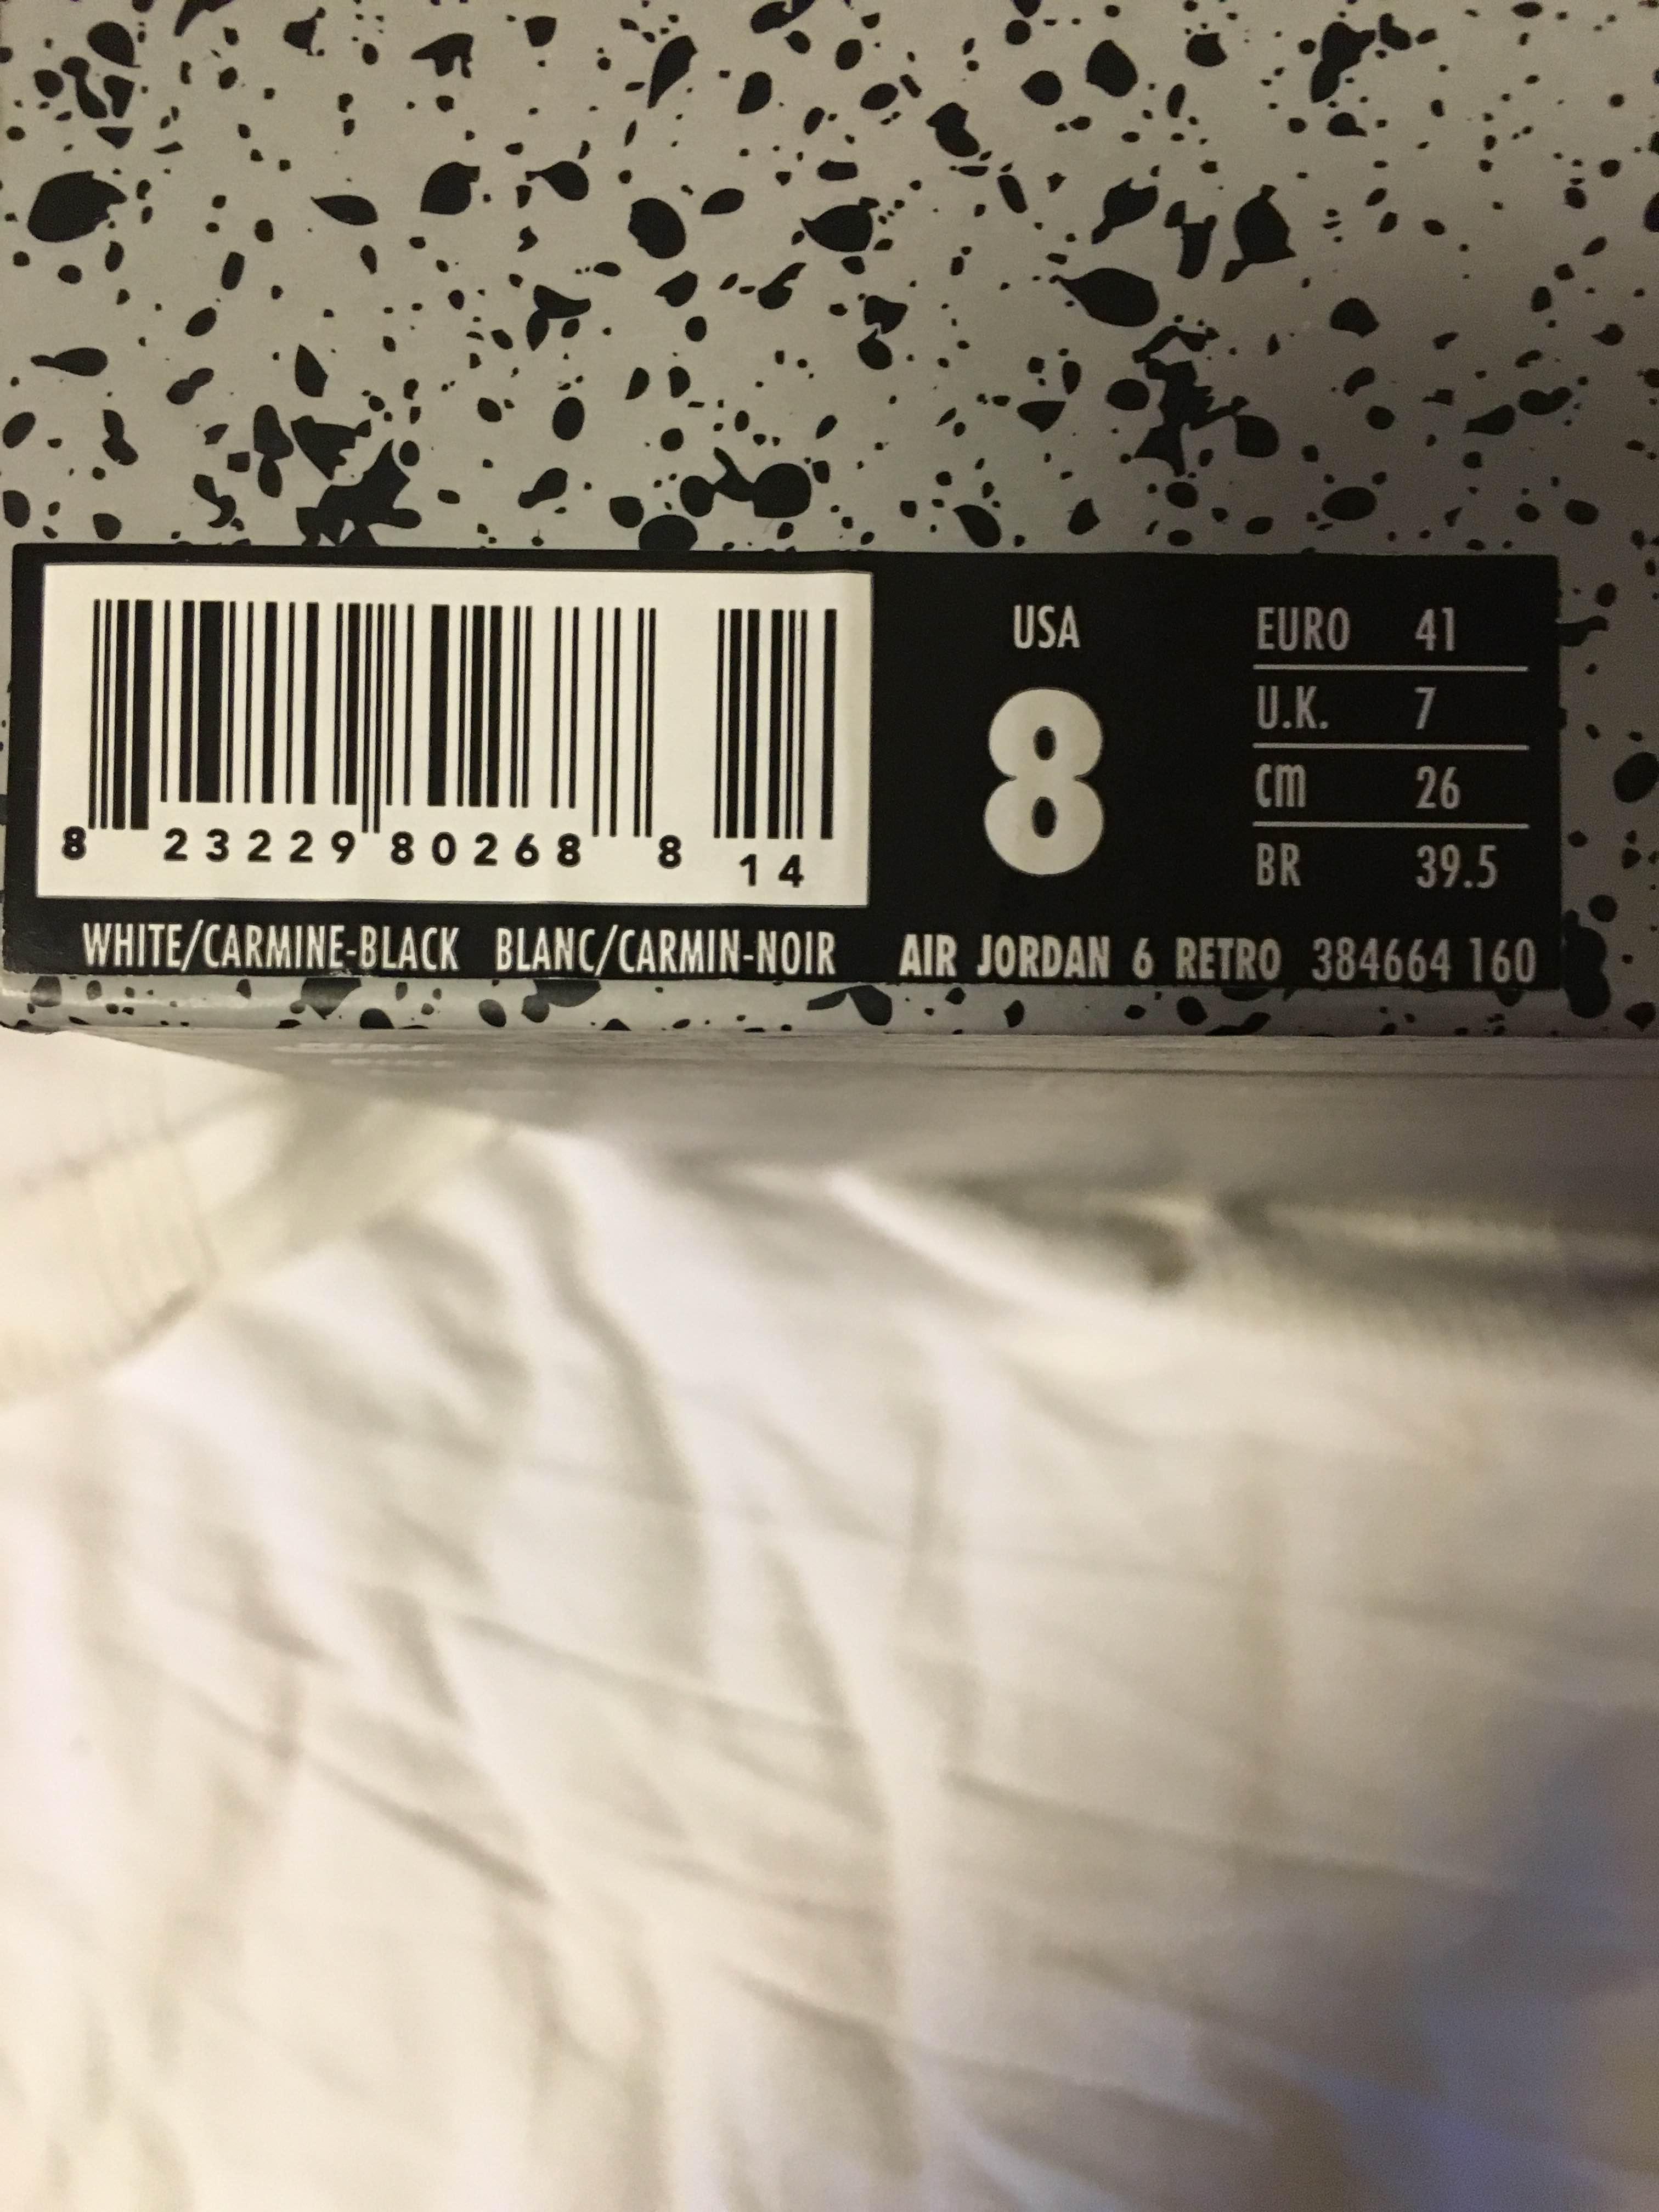 8 23229 80268 8 14
USA
8
EURO 41
U.K. 7
cm 26
BR 39.5
WHITE/CARMINE-BLACK BLANC/CARMIN-NOIR AIR JORDAN 6 RETRO 384664 160